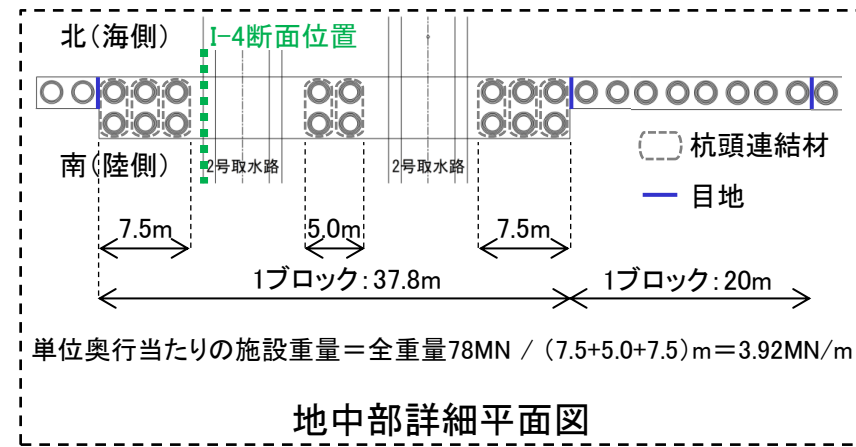 北(海側)
I-4断面位置
南(陸側)
2号取水路
2号取水路
杭頭連結材
目地
7.5m
5.0m
7.5m
1ブロック:37.8m
1ブロック:20m
単位奥行当たりの施設重量=全重量78MN / (7.5+5.0+7.5)m=3.92MN/m
地中部詳細平面図